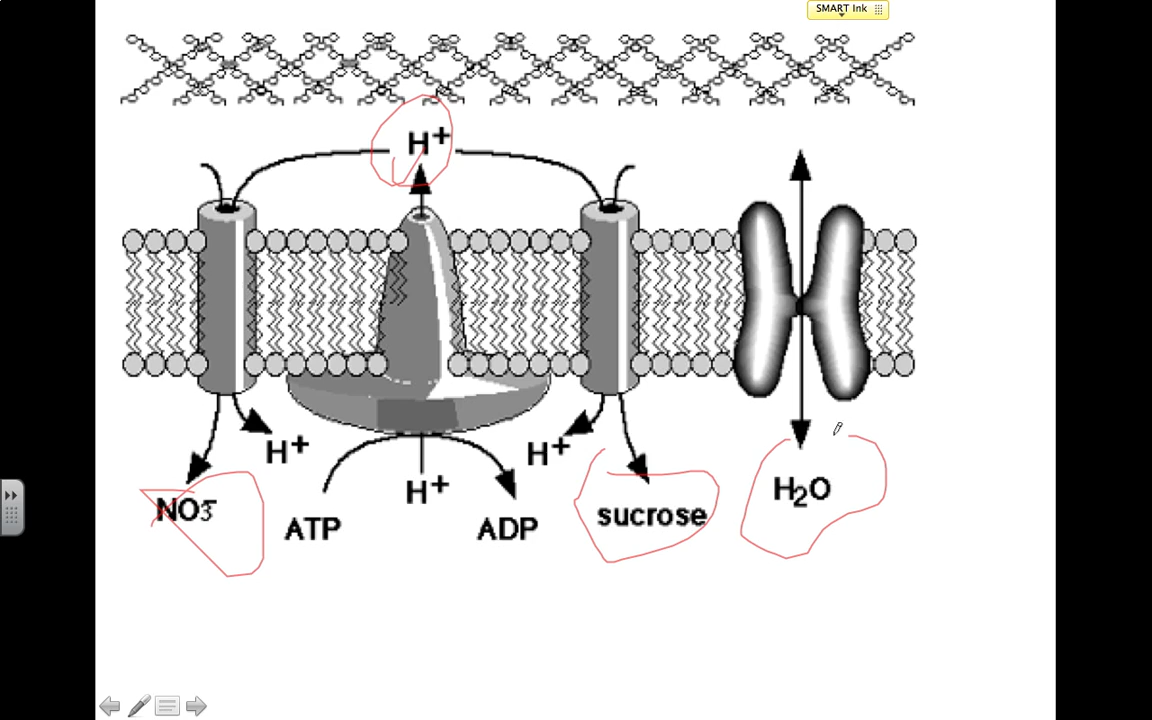 SMART Ink
H+
H+
H+
H+
NO3-
ATP
ADP
sucrose
H2O